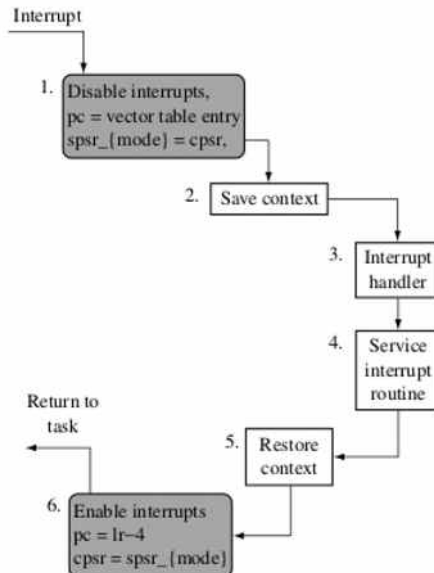 Interrupt
1. Disable interrupts,
pc = vector table entry
spsr_{mode} = cpsr,
2. Save context
3. Interrupt
handler
4. Service
interrupt
routine
5. Restore
context
6. Enable interrupts
pc = lr–4
cpsr = spsr_{mode}
Return to
task